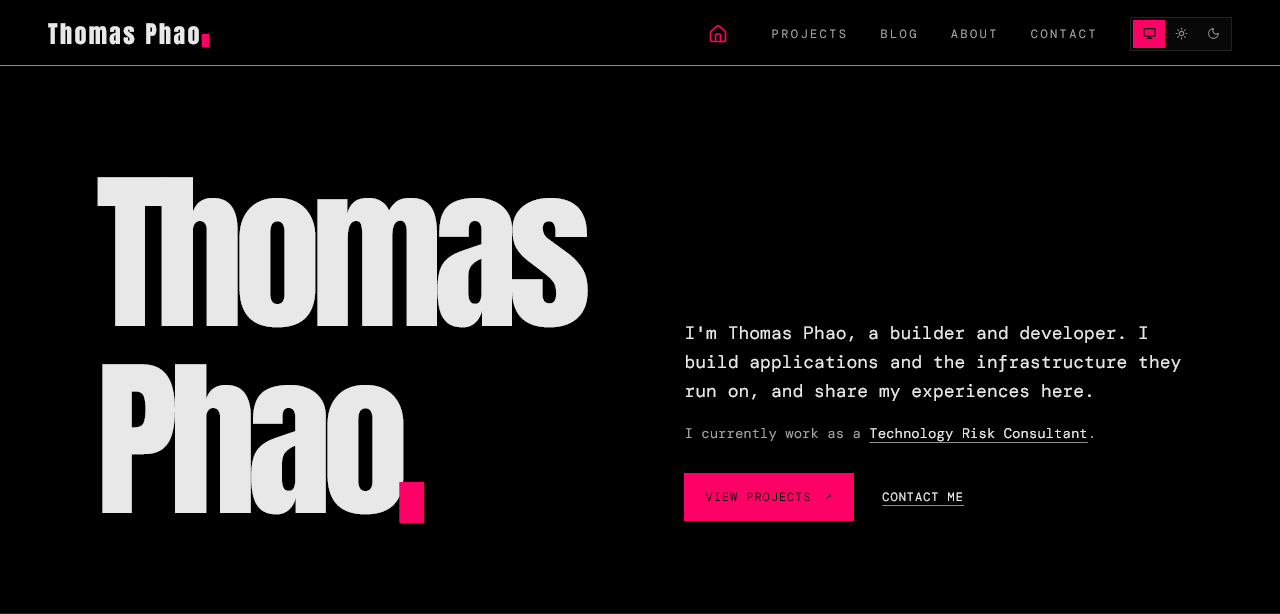 Thomas Phao.
PROJECTS BLOG ABOUT CONTACT
Thomas
Phao.
I'm Thomas Phao, a builder and developer. I
build applications and the infrastructure they
run on, and share my experiences here.
I currently work as a Technology Risk Consultant.
VIEW PROJECTS ↗ CONTACT ME